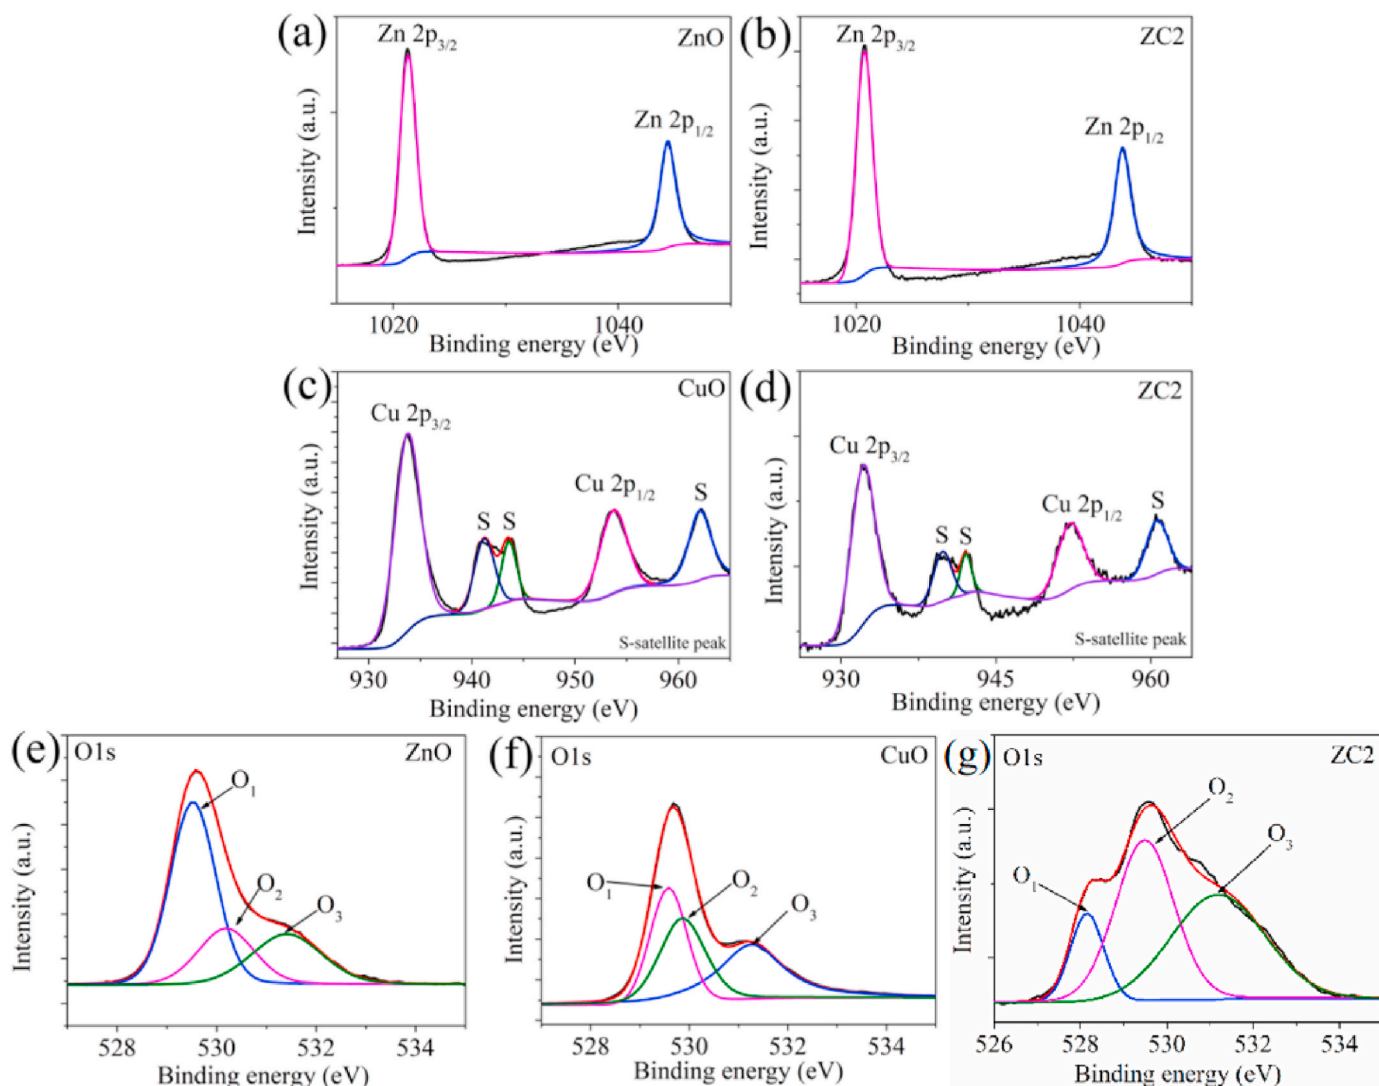 (a) Zn 2p3/2 ZnO
Zn 2p1/2
Intensity (a.u.)
1020 1040
Binding energy (eV)
(b) Zn 2p3/2 ZC2
Zn 2p1/2
Intensity (a.u.)
1020 1040
Binding energy (eV)
(c) CuO
Cu 2p3/2
Cu 2p1/2 S
S S
Intensity (a.u.)
S-satellite peak
930 940 950 960
Binding energy (eV)
(d) ZC2
Cu 2p3/2
Cu 2p1/2 S
S S
Intensity (a.u.)
S-satellite peak
930 945 960
Binding energy (eV)
(e) O1s ZnO
O1
O2
O3
Intensity (a.u.)
528 530 532 534
Binding energy (eV)
(f) O1s CuO
O1 O2
O3
Intensity (a.u.)
528 530 532 534
Binding energy (eV)
(g) O1s ZC2
O2
O3
O1
Intensity (a.u.)
526 528 530 532 534
Binding energy (eV)